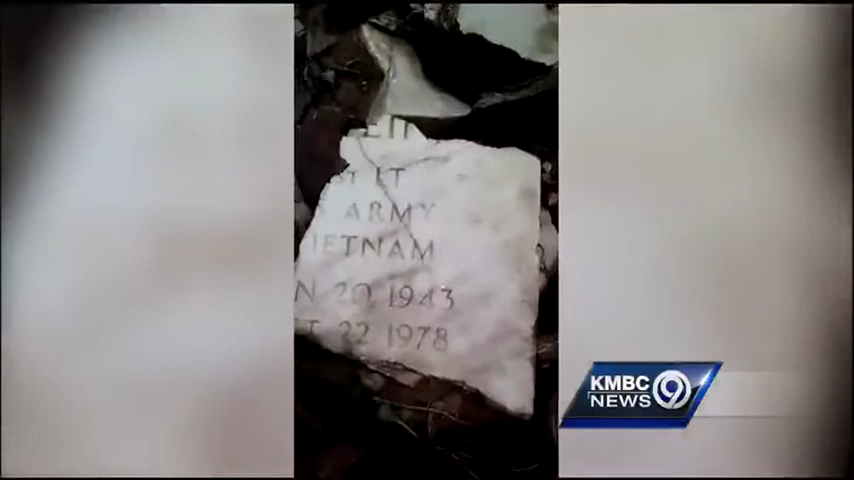 ST LT
ARMY
IETNAM
N 20 1943
T 22 1978
KMBC 9
NEWS